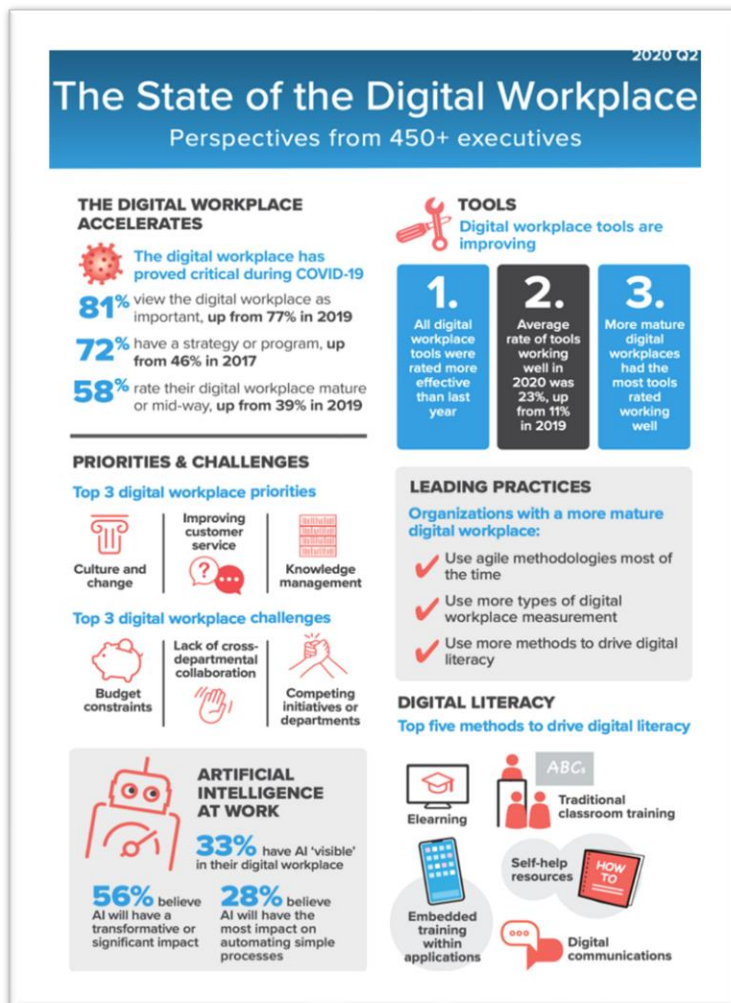 2020 Q2
The State of the Digital Workplace
Perspectives from 450+ executives
THE DIGITAL WORKPLACE
ACCELERATES
The digital workplace has
proved critical during COVID-19
81% view the digital workplace as
important, up from 77% in 2019
72% have a strategy or program, up
from 46% in 2017
58% rate their digital workplace mature
or mid-way, up from 39% in 2019
PRIORITIES & CHALLENGES
Top 3 digital workplace priorities
Culture and
change
Improving
customer
service
?
Knowledge
management
Top 3 digital workplace challenges
Budget
constraints
Lack of cross-
departmental
collaboration
Competing
initiatives or
departments
ARTIFICIAL
INTELLIGENCE
AT WORK
33% have AI ‘visible’
in their digital workplace
56% believe
AI will have a
transformative or
significant impact
28% believe
AI will have the
most impact on
automating simple
processes
TOOLS
Digital workplace tools are
improving
1.
All digital
workplace
tools were
rated more
effective
than last
year
2.
Average
rate of tools
working
well in
2020 was
23%, up
from 11%
in 2019
3.
More mature
digital
workplaces
had the
most tools
rated
working
well
LEADING PRACTICES
Organizations with a more mature
digital workplace:
Use agile methodologies most of
the time
Use more types of digital
workplace measurement
Use more methods to drive digital
literacy
DIGITAL LITERACY
Top five methods to drive digital literacy
Elearning
ABCs
Traditional
classroom training
Embedded
training
within
applications
Self-help
resources
HOW
TO
Digital
communications